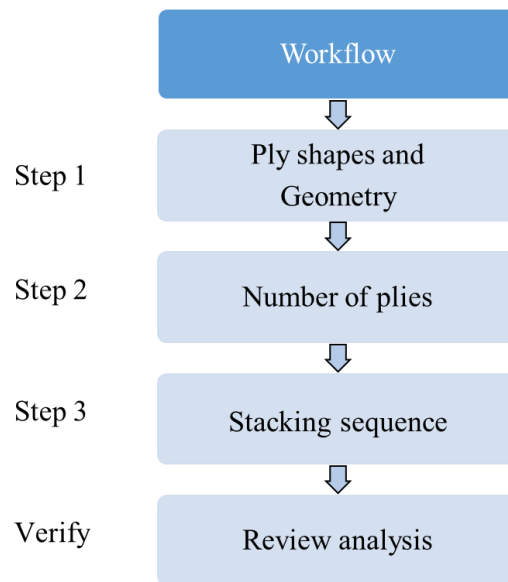 Workflow
Step 1
Ply shapes and
Geometry
Step 2
Number of plies
Step 3
Stacking sequence
Verify
Review analysis